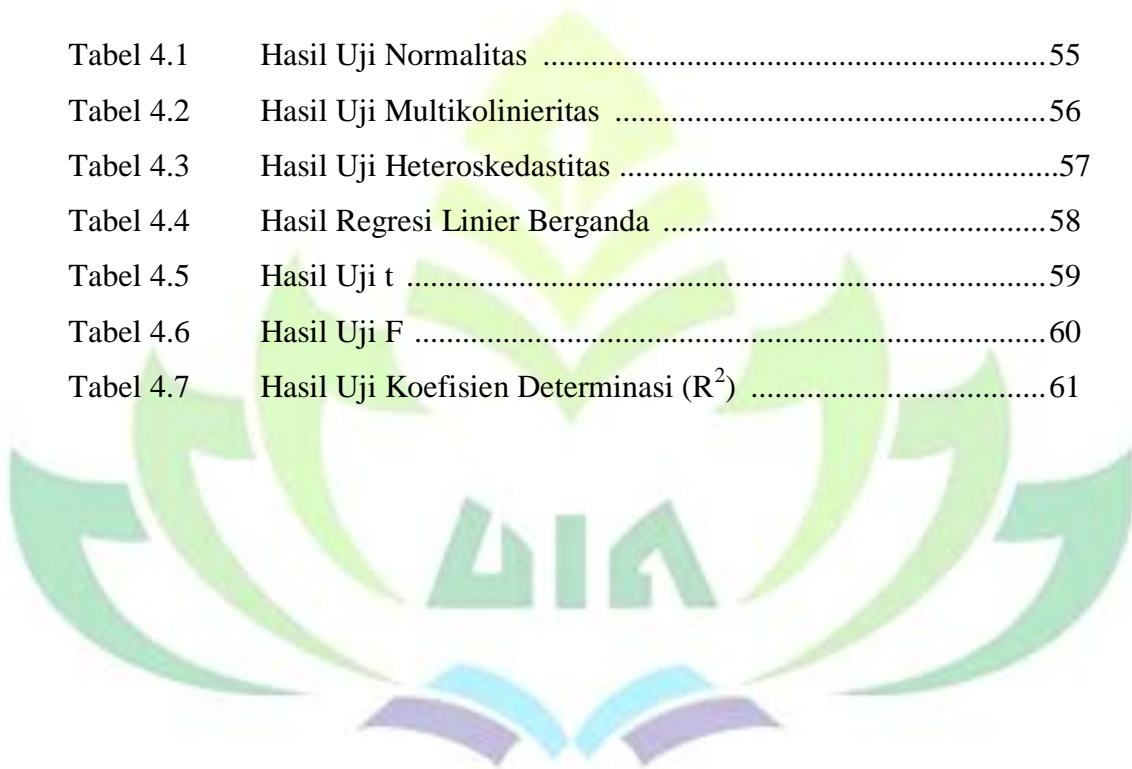 Tabel 4.1 Hasil Uji Normalitas ....................................................................55
Tabel 4.2 Hasil Uji Multikolinieritas ..........................................................56
Tabel 4.3 Hasil Uji Heteroskedastitas ...........................................................57
Tabel 4.4 Hasil Regresi Linier Berganda ....................................................58
Tabel 4.5 Hasil Uji t ......................................................................................59
Tabel 4.6 Hasil Uji F .....................................................................................60
Tabel 4.7 Hasil Uji Koefisien Determinasi (R²) ........................................61